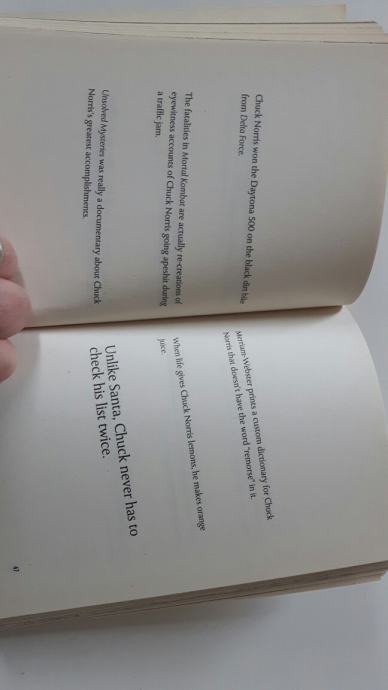 Chuck Norris won the Daytona 500 on the black dirt bike
from Delta Force.
The fatalities in Mortal Kombat are actually re-creations of
eyewitness accounts of Chuck Norris going apeshit during
a traffic jam.
Unsolved Mysteries was really a documentary about Chuck
Norris's greatest accomplishments.
Merriam-Webster prints a custom dictionary for Chuck
Norris that doesn't have the word "remorse" in it.
When life gives Chuck Norris lemons, he makes orange
juice.
Unlike Santa, Chuck never has to
check his list twice.
47